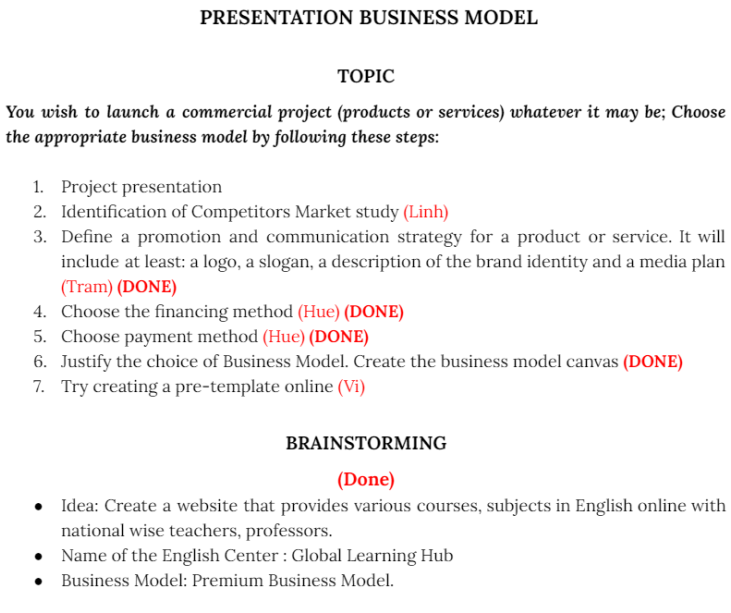 PRESENTATION BUSINESS MODEL
TOPIC
You wish to launch a commercial project (products or services) whatever it may be; Choose
the appropriate business model by following these steps:
1. Project presentation
2. Identification of Competitors Market study (Linh)
3. Define a promotion and communication strategy for a product or service. It will
include at least: a logo, a slogan, a description of the brand identity and a media plan
(Tram) (DONE)
4. Choose the financing method (Hue) (DONE)
5. Choose payment method (Hue) (DONE)
6. Justify the choice of Business Model. Create the business model canvas (DONE)
7. Try creating a pre-template online (Vi)
BRAINSTORMING
(Done)
● Idea: Create a website that provides various courses, subjects in English online with
national wise teachers, professors.
● Name of the English Center : Global Learning Hub
● Business Model: Premium Business Model.